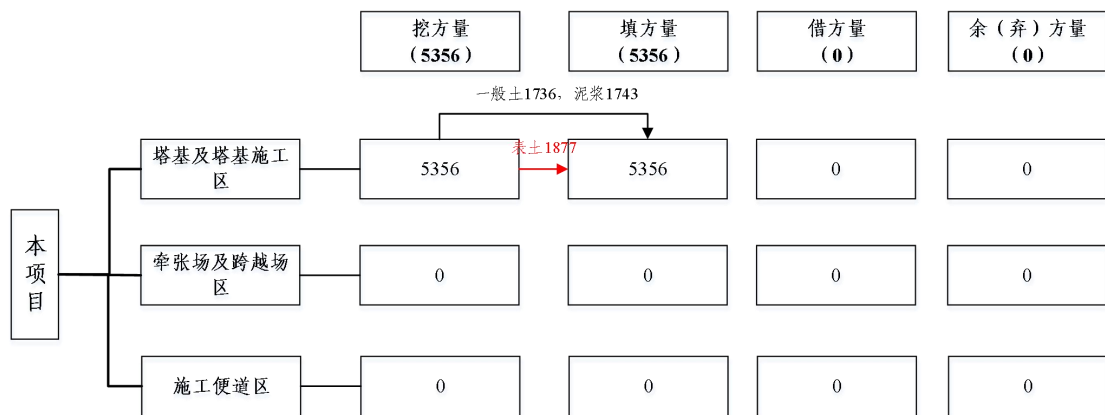 挖方量
（5356）
填方量
（5356）
借方量
（0）
余（弃）方量
（0）
一般土1736，泥浆1743
塔基及塔基施工
区
5356
表土1877
5356
0
0
本
项
目
牵张场及跨越场
区
0
0
0
0
施工便道区
0
0
0
0